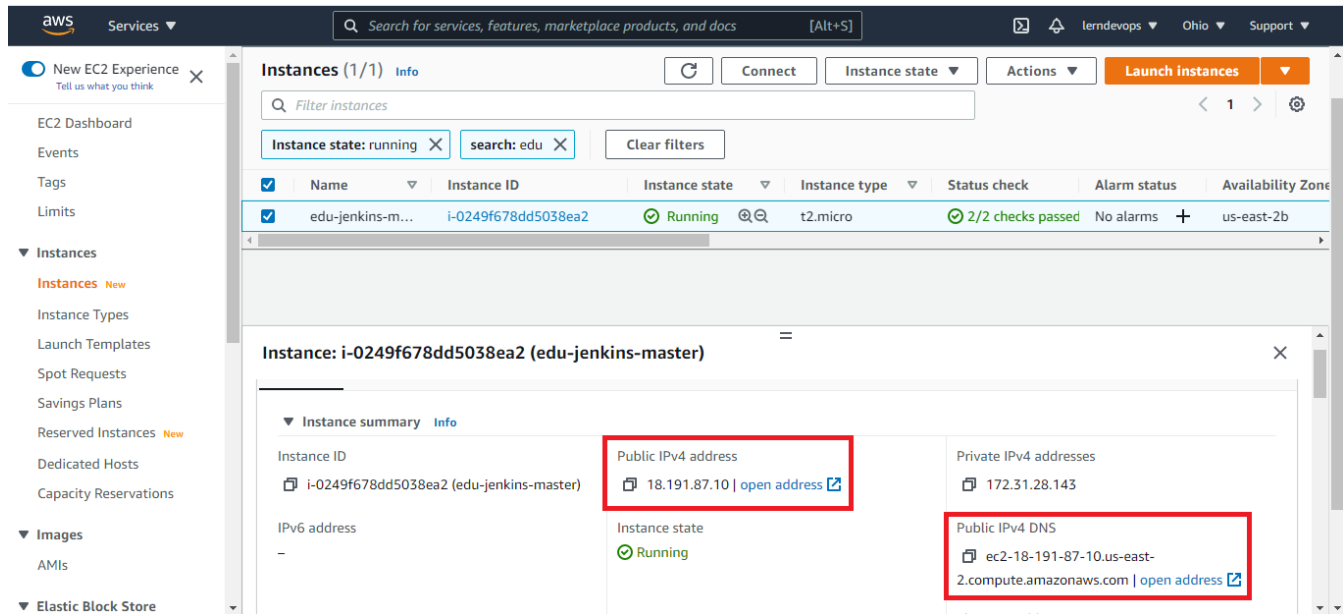 aws Services ▼ Search for services, features, marketplace products, and docs [Alt+S] lerndevops ▼ Ohio ▼ Support ▼
New EC2 Experience
Tell us what you think
EC2 Dashboard
Events
Tags
Limits
▼ Instances
Instances New
Instance Types
Launch Templates
Spot Requests
Savings Plans
Reserved Instances New
Dedicated Hosts
Capacity Reservations
▼ Images
AMIs
▼ Elastic Block Store
Instances (1/1) Info Connect Instance state ▼ Actions ▼ Launch instances ▼
Filter instances 1
Instance state: running search: edu Clear filters
Name Instance ID Instance state Instance type Status check Alarm status Availability Zone
edu-jenkins-m... i-0249f678dd5038ea2 Running t2.micro 2/2 checks passed No alarms + us-east-2b
Instance: i-0249f678dd5038ea2 (edu-jenkins-master)
▼ Instance summary Info
Instance ID Public IPv4 address Private IPv4 addresses
i-0249f678dd5038ea2 (edu-jenkins-master) 18.191.87.10 | open address 172.31.28.143
IPv6 address Instance state Public IPv4 DNS
– Running ec2-18-191-87-10.us-east-
2.compute.amazonaws.com | open address